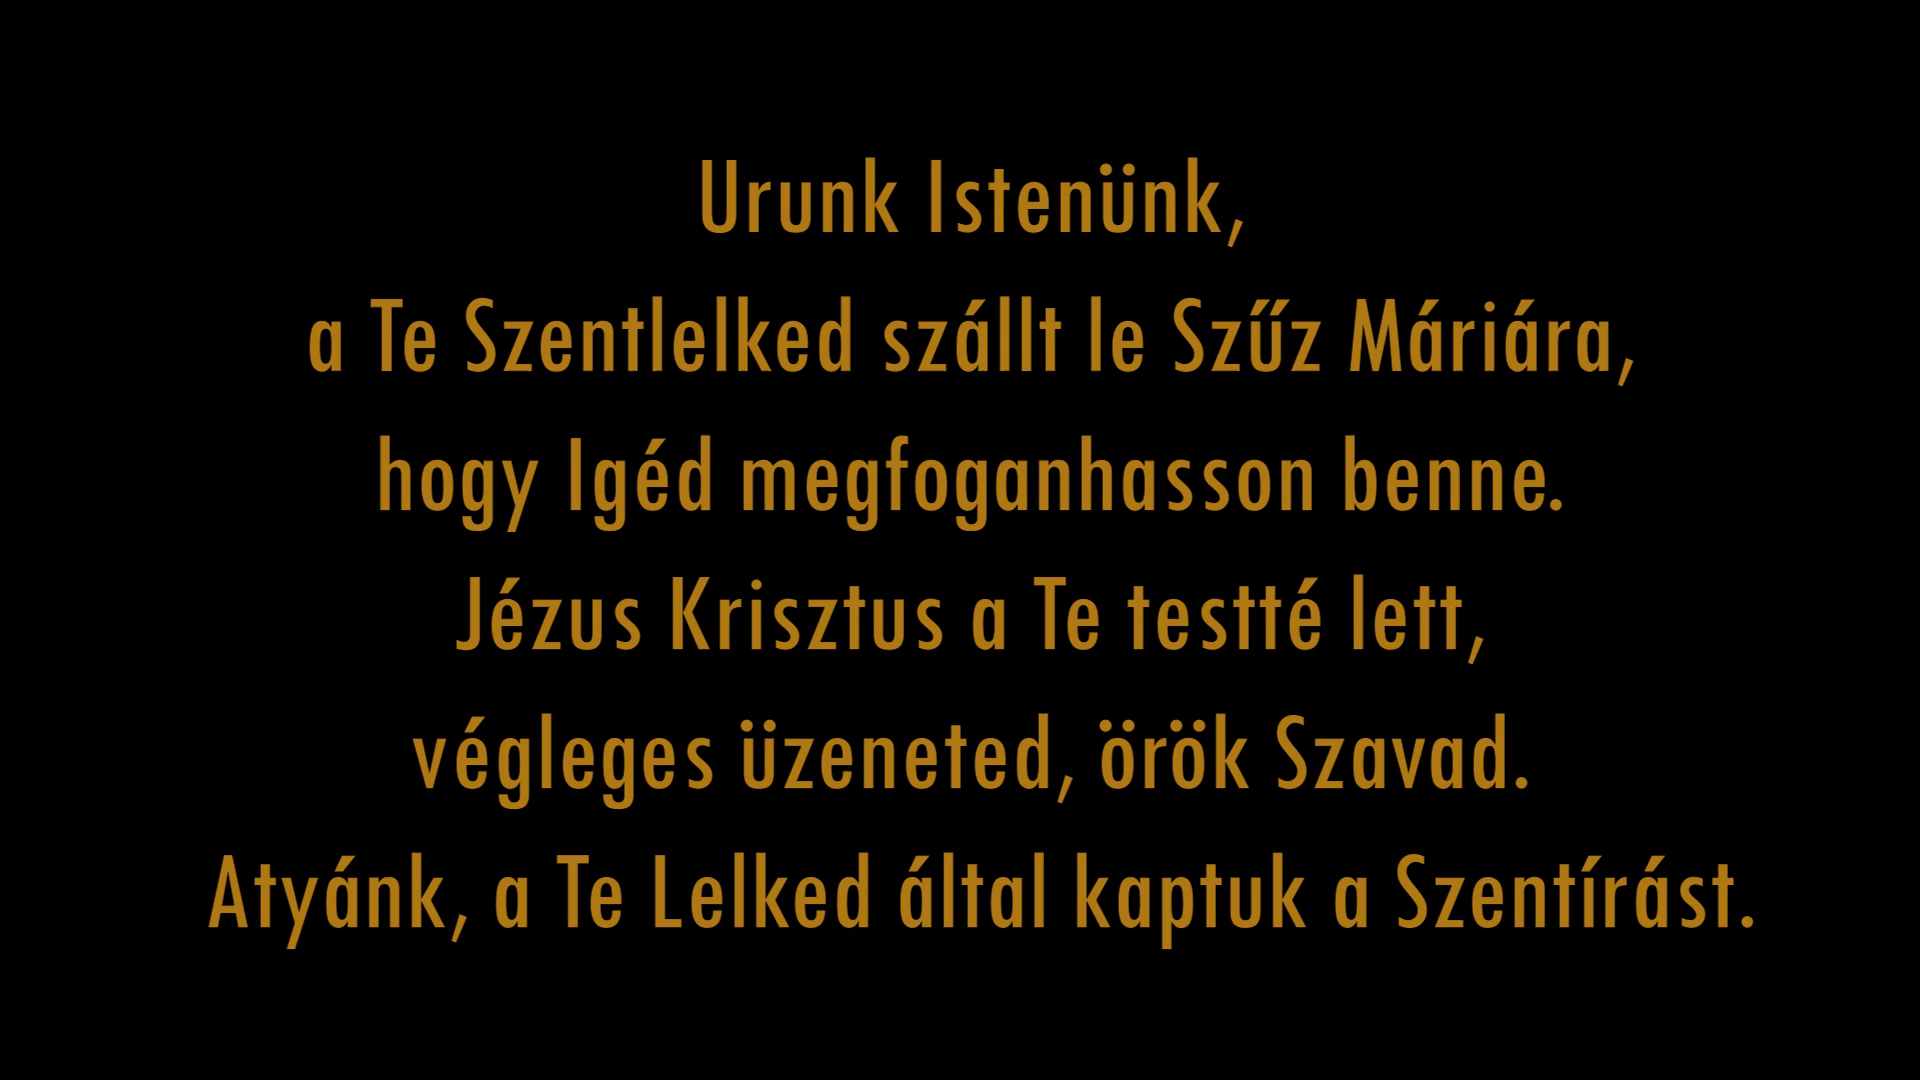 Urunk Istenünk,
a Te Szentlelked szállt le Szűz Máriára,
hogy Igéd megfoganhasson benne.
Jézus Krisztus a Te testté lett,
végleges üzeneted, örök Szavad.
Atyánk, a Te Lelked által kaptuk a Szentírást.